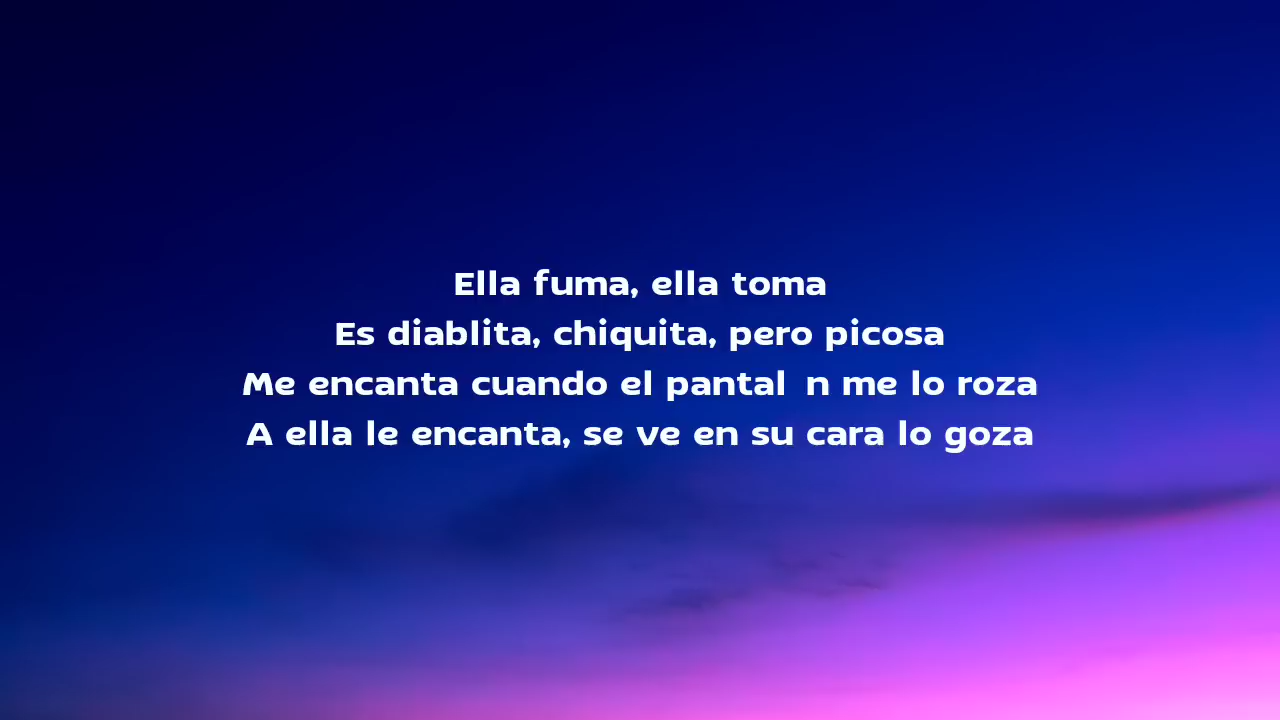 Ella fuma, ella toma
Es diablita, chiquita, pero picosa
Me encanta cuando el pantal n me lo roza
A ella le encanta, se ve en su cara lo goza